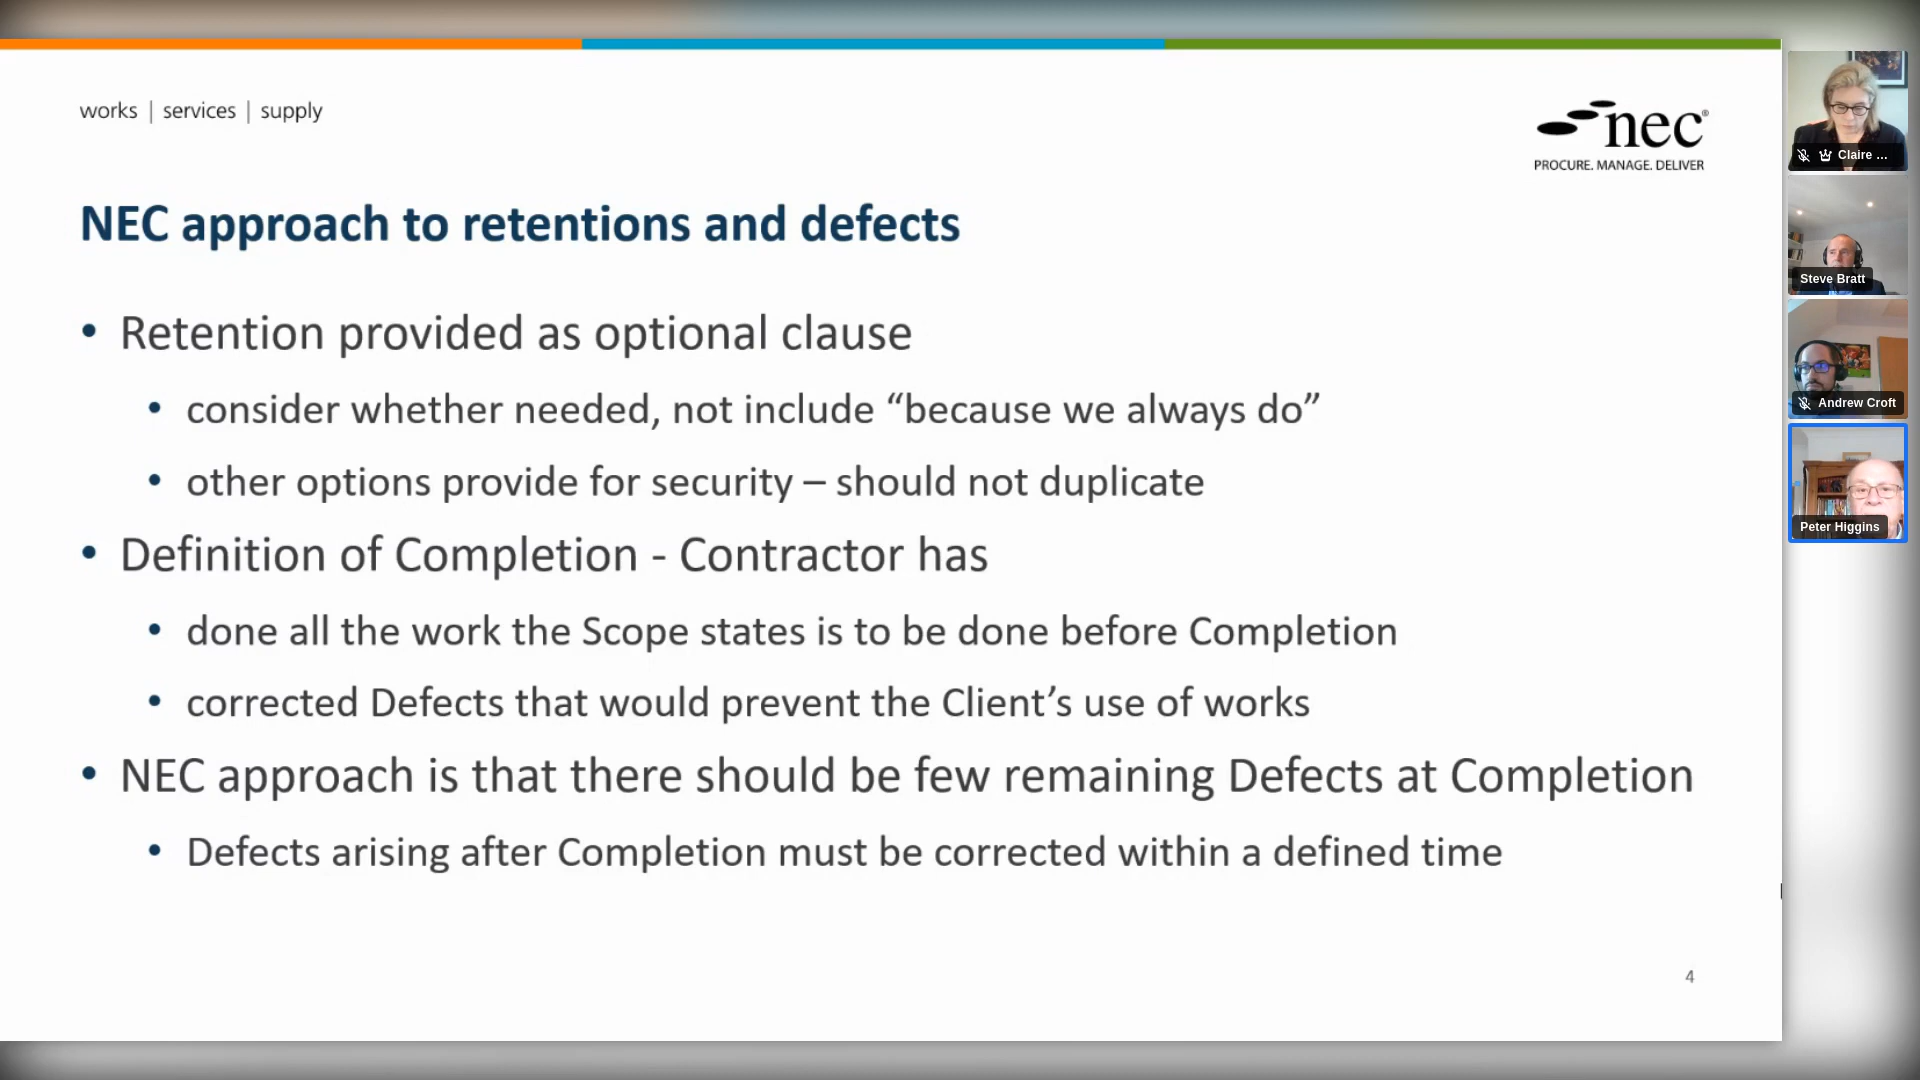 works | services | supply
nec®
PROCURE. MANAGE. DELIVER
NEC approach to retentions and defects
• Retention provided as optional clause
• consider whether needed, not include “because we always do”
• other options provide for security – should not duplicate
• Definition of Completion - Contractor has
• done all the work the Scope states is to be done before Completion
• corrected Defects that would prevent the Client’s use of works
• NEC approach is that there should be few remaining Defects at Completion
• Defects arising after Completion must be corrected within a defined time
4
Claire ...
Steve Bratt
Andrew Croft
Peter Higgins